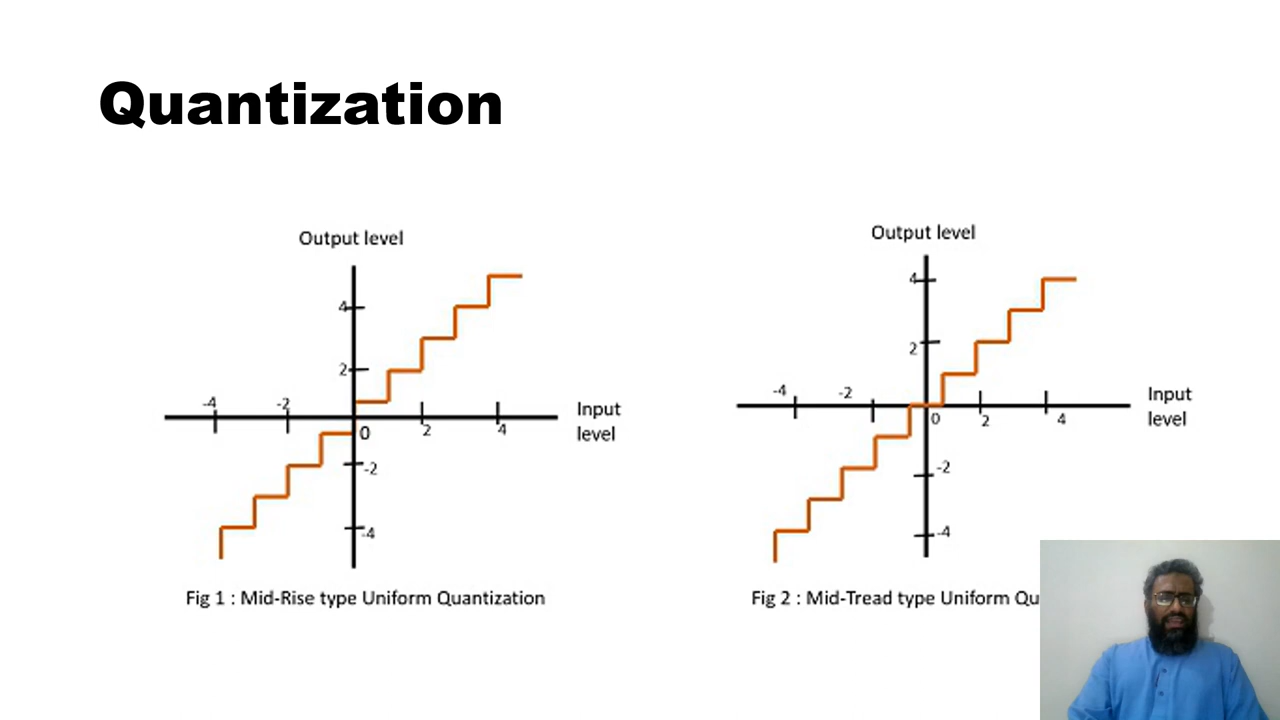 Quantization
Output level
4
2
-4
-2
0
2
4
-2
-4
Input
level
Fig 1 : Mid-Rise type Uniform Quantization
Output level
4
2
-4
-2
0
2
4
-2
-4
Input
level
Fig 2 : Mid-Tread type Uniform Qu